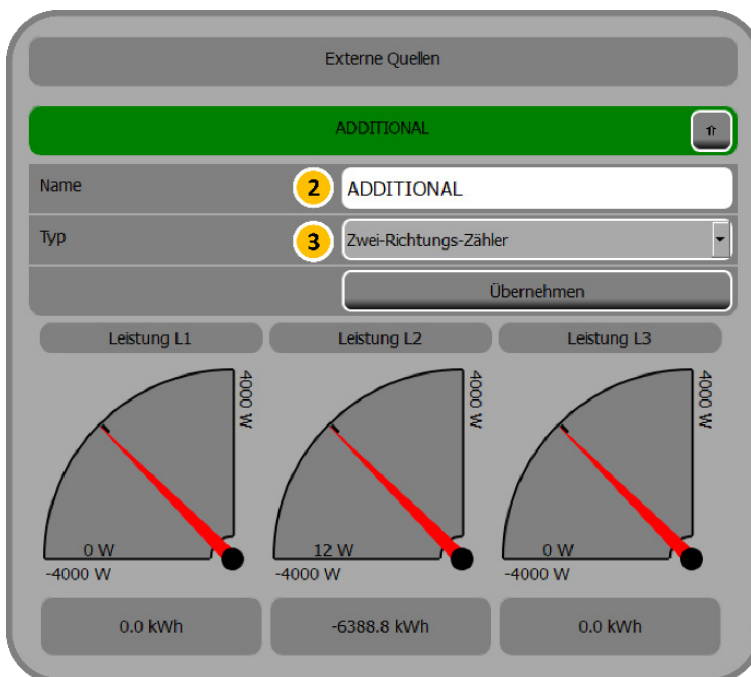 Externe Quellen
ADDITIONAL ⇑
Name 2 ADDITIONAL
Typ 3 Zwei-Richtungs-Zähler
Übernehmen
Leistung L1 Leistung L2 Leistung L3
4000 W 4000 W 4000 W
0 W 12 W 0 W
-4000 W -4000 W -4000 W
0.0 kWh -6388.8 kWh 0.0 kWh